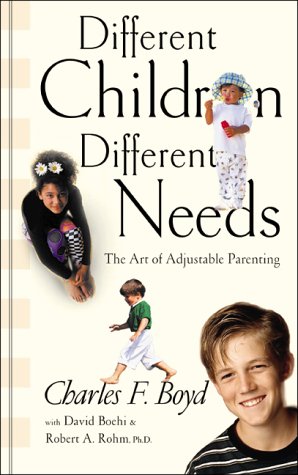 Different
Children
Different
Needs
The Art of Adjustable Parenting
Charles F. Boyd
with David Boehi &
Robert A. Rohm, Ph.D.